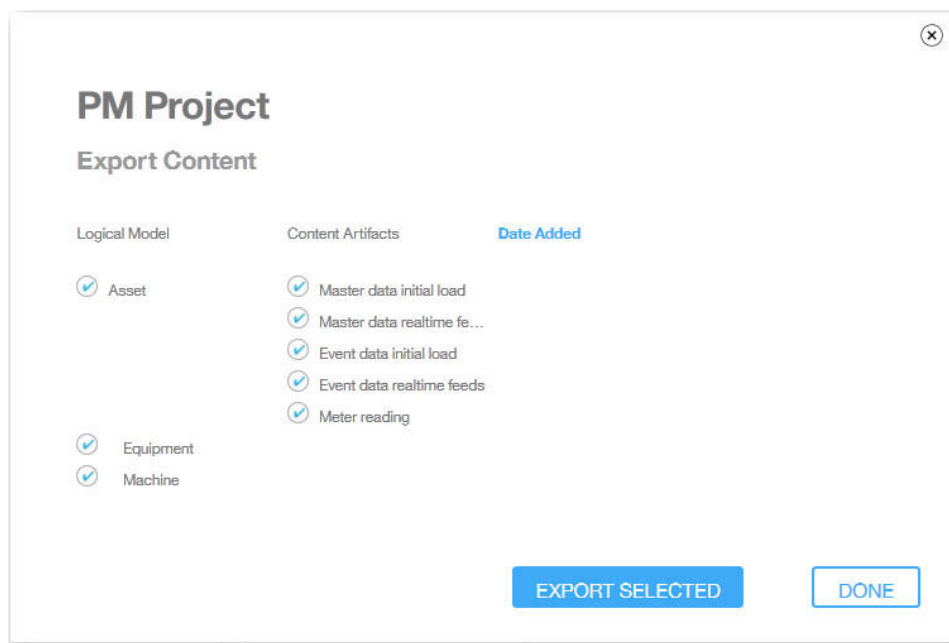 PM Project
Export Content
Logical Model Content Artifacts Date Added
Asset Master data initial load
Master data realtime fe...
Event data initial load
Event data realtime feeds
Meter reading
Equipment
Machine
EXPORT SELECTED DONE